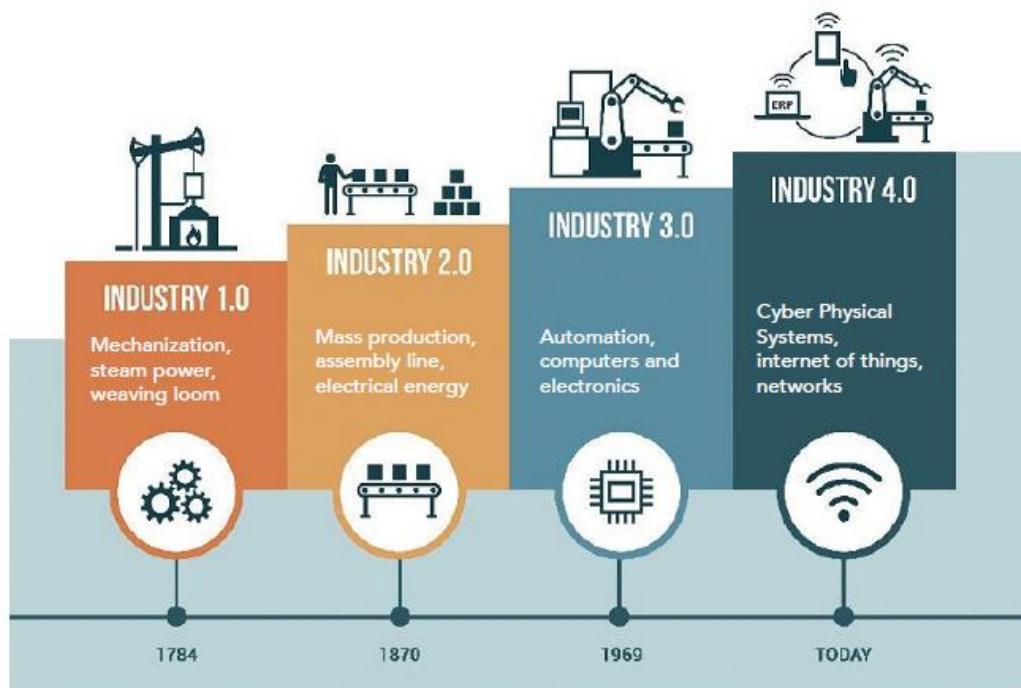 ERP
INDUSTRY 1.0
Mechanization,
steam power,
weaving loom
INDUSTRY 2.0
Mass production,
assembly line,
electrical energy
INDUSTRY 3.0
Automation,
computers and
electronics
INDUSTRY 4.0
Cyber Physical
Systems,
internet of things,
networks
1784
1870
1969
TODAY